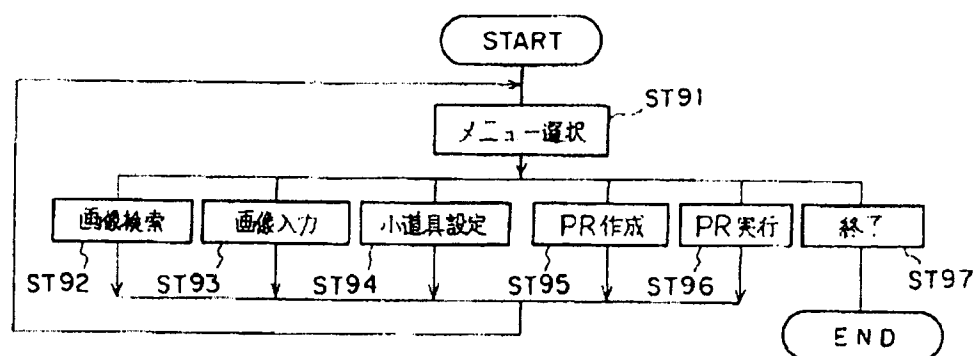 START
ST91
メニュー選択
画像検索
画像入力
小道具設定
PR作成
PR実行
終了
ST92
ST93
ST94
ST95
ST96
ST97
END